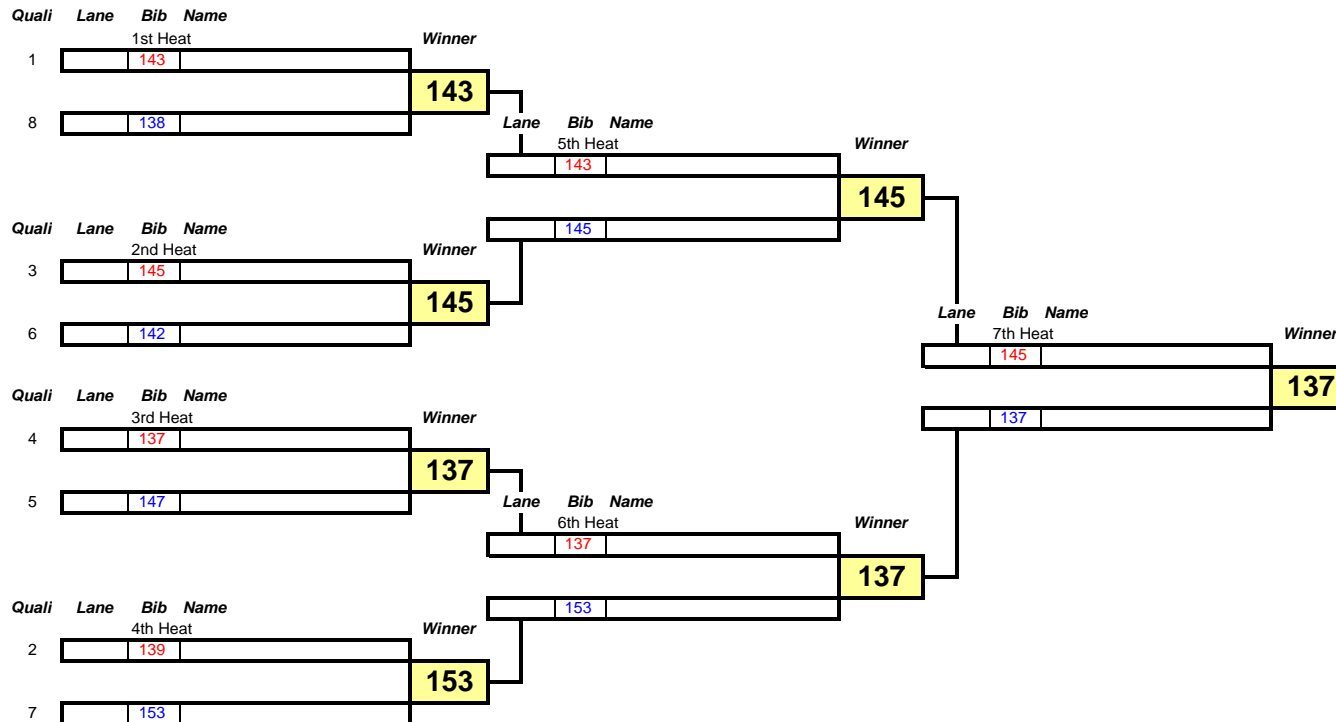 Quali Lane Bib Name
1st Heat Winner
1 143
143
8 138
Lane Bib Name
5th Heat Winner
143
145
145
Quali Lane Bib Name
2nd Heat Winner
3 145
145
6 142
Lane Bib Name
7th Heat Winner
145
137
137
Quali Lane Bib Name
3rd Heat Winner
4 137
137
5 147
Lane Bib Name
6th Heat Winner
137
137
153
Quali Lane Bib Name
4th Heat Winner
2 139
153
7 153